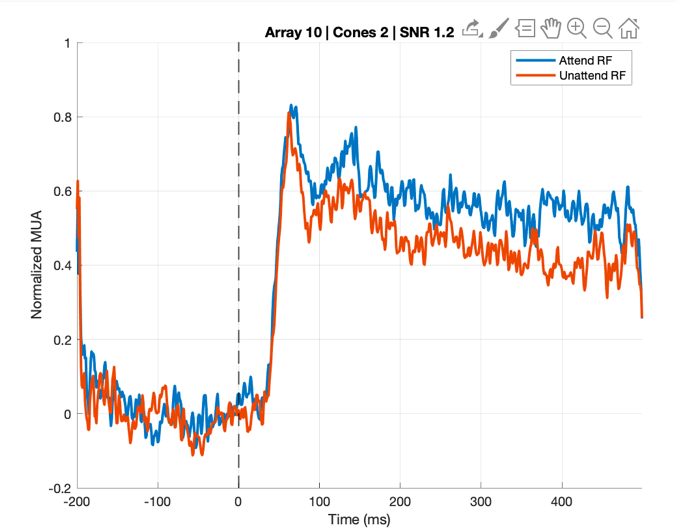 Array 10 | Cones 2 | SNR 1.2
1
Attend RF
Unattend RF
0.8
0.6
0.4
0.2
0
-0.2
Normalized MUA
-200
-100
0
100
200
300
400
Time (ms)